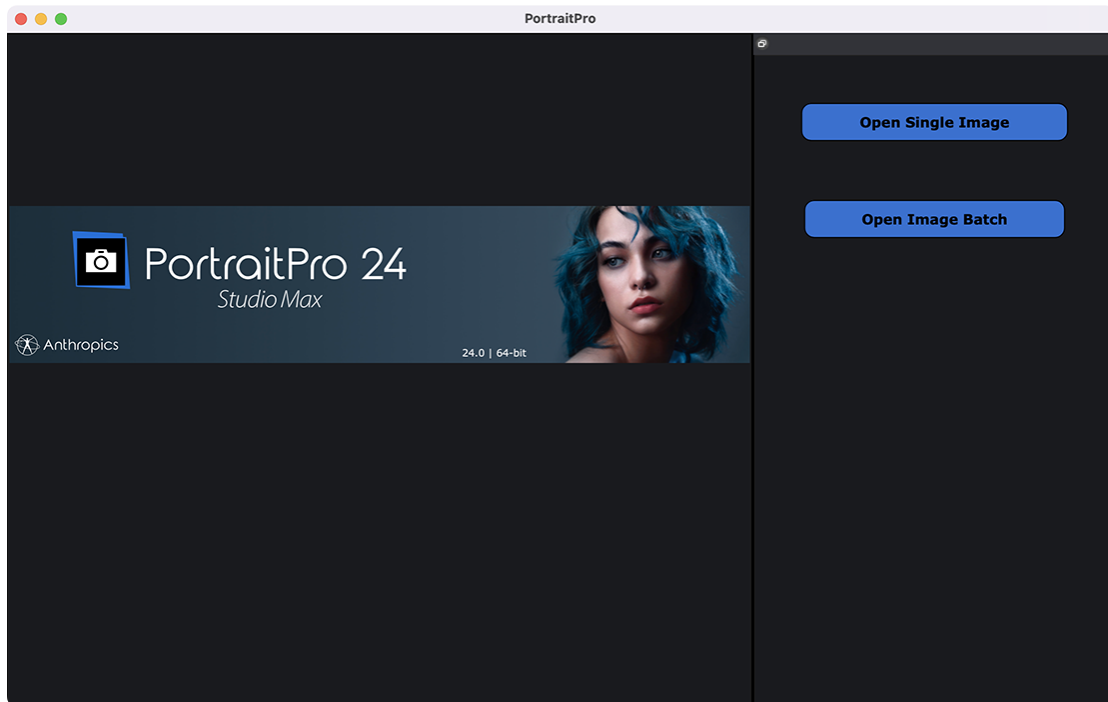 PortraitPro
Open Single Image
Open Image Batch
PortraitPro 24
Studio Max
Anthropics
24.0 | 64-bit